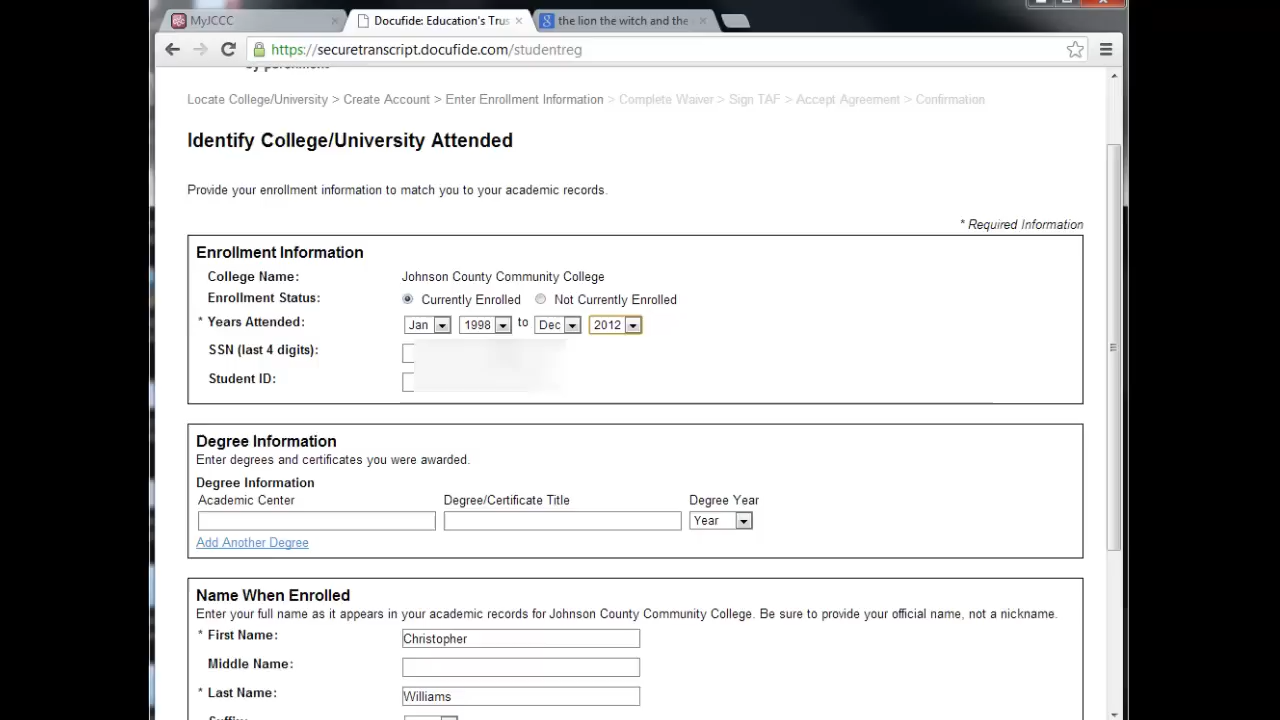 MyJCCC
Docufide: Education's Trus
the lion the witch and the
https://securetranscript.docufide.com/studentreg
by parchment
Locate College/University > Create Account > Enter Enrollment Information > Complete Waiver > Sign TAF > Accept Agreement > Confirmation
Identify College/University Attended
Provide your enrollment information to match you to your academic records.
* Required Information
Enrollment Information
College Name: Johnson County Community College
Enrollment Status: Currently Enrolled Not Currently Enrolled
* Years Attended: Jan 1998 to Dec 2012
SSN (last 4 digits):
Student ID:
Degree Information
Enter degrees and certificates you were awarded.
Degree Information
Academic Center Degree/Certificate Title Degree Year
Year
Add Another Degree
Name When Enrolled
Enter your full name as it appears in your academic records for Johnson County Community College. Be sure to provide your official name, not a nickname.
* First Name: Christopher
Middle Name:
* Last Name: Williams